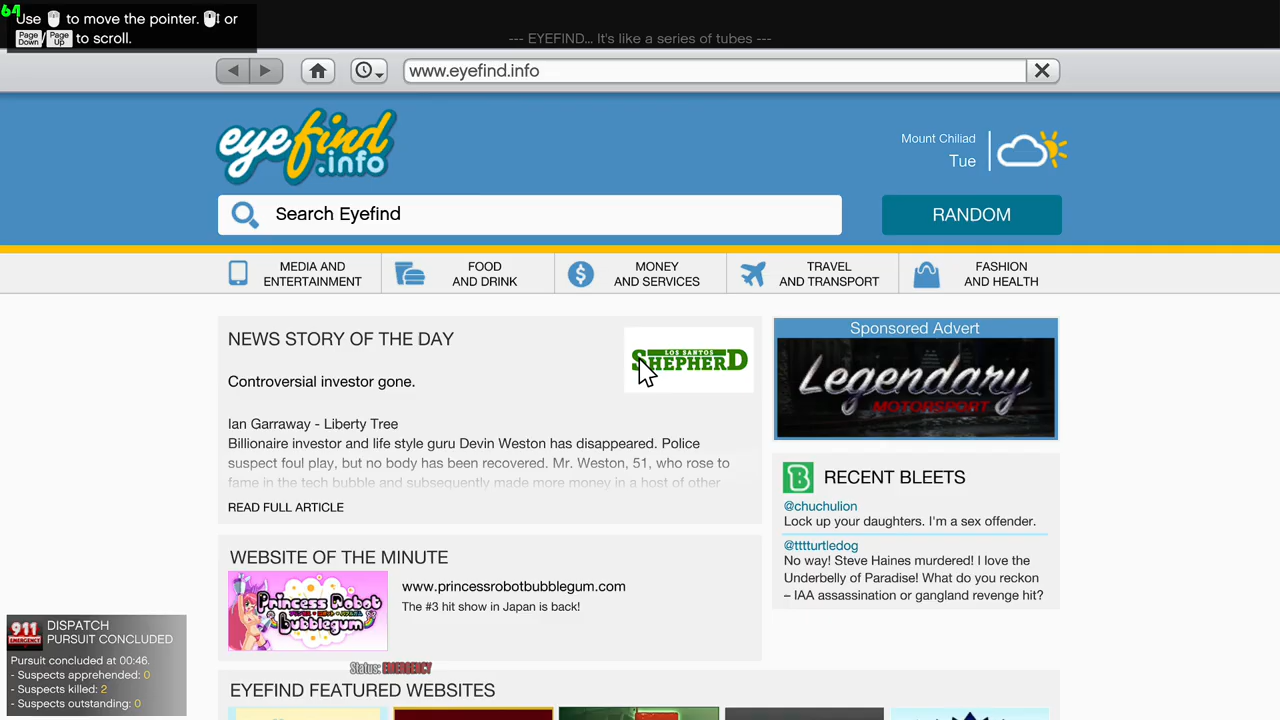 64
Use to move the pointer. or
Page Down / Page Up to scroll.
--- EYEFIND... It's like a series of tubes ---
www.eyefind.info
eyefind
.info
Mount Chiliad
Tue
Search Eyefind
RANDOM
MEDIA AND
ENTERTAINMENT
FOOD
AND DRINK
MONEY
AND SERVICES
TRAVEL
AND TRANSPORT
FASHION
AND HEALTH
NEWS STORY OF THE DAY
LOS SANTOS
SHEPHERD
Controversial investor gone.
Ian Garraway - Liberty Tree
Billionaire investor and life style guru Devin Weston has disappeared. Police
suspect foul play, but no body has been recovered. Mr. Weston, 51, who rose to
fame in the tech bubble and subsequently made more money in a host of other
READ FULL ARTICLE
Sponsored Advert
Legendary
MOTORSPORT
RECENT BLEETS
@chuchulion
Lock up your daughters. I'm a sex offender.
@tttturtledog
No way! Steve Haines murdered! I love the
Underbelly of Paradise! What do you reckon
– IAA assassination or gangland revenge hit?
WEBSITE OF THE MINUTE
Princess Robot
Bubblegum
www.princessrobotbubblegum.com
The #3 hit show in Japan is back!
911
EMERGENCY
DISPATCH
PURSUIT CONCLUDED
Pursuit concluded at 00:46.
- Suspects apprehended: 0
- Suspects killed: 2
- Suspects outstanding: 0
Status: EMERGENCY
EYEFIND FEATURED WEBSITES